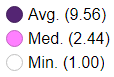 Avg. (9.56)
Med. (2.44)
Min. (1.00)